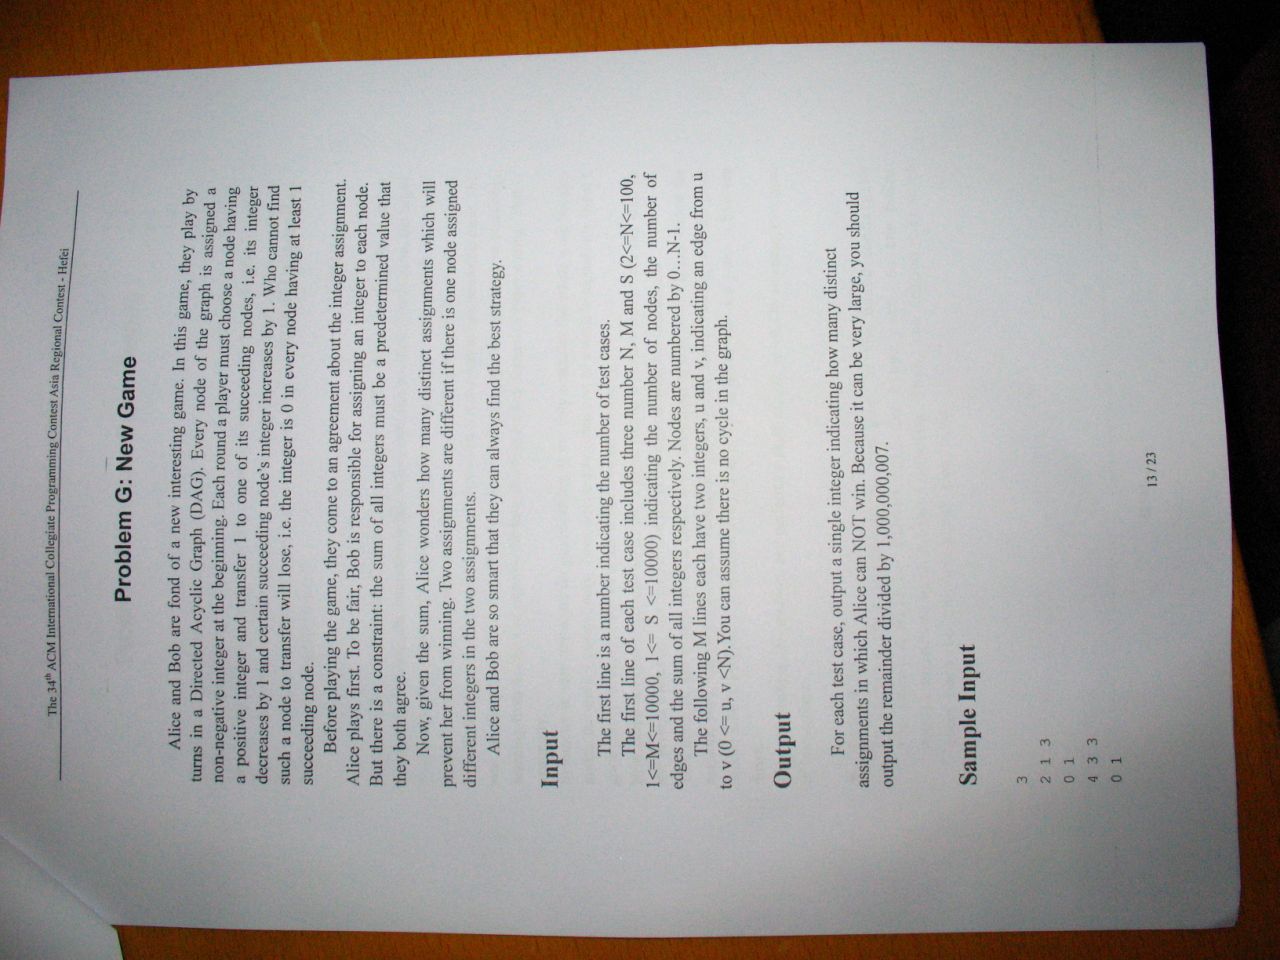 The 34th ACM International Collegiate Programming Contest Asia Regional Contest - Hefei
Problem G: New Game
Alice and Bob are fond of a new interesting game. In this game, they play by
turns in a Directed Acyclic Graph (DAG). Every node of the graph is assigned a
non-negative integer at the beginning. Each round a player must choose a node having
a positive integer and transfer 1 to one of its succeeding nodes, i.e. its integer
decreases by 1 and certain succeeding node's integer increases by 1. Who cannot find
such a node to transfer will lose, i.e. the integer is 0 in every node having at least 1
succeeding node.
Before playing the game, they come to an agreement about the integer assignment.
Alice plays first. To be fair, Bob is responsible for assigning an integer to each node.
But there is a constraint: the sum of all integers must be a predetermined value that
they both agree.
Now, given the sum, Alice wonders how many distinct assignments which will
prevent her from winning. Two assignments are different if there is one node assigned
different integers in the two assignments.
Alice and Bob are so smart that they can always find the best strategy.
Input
The first line is a number indicating the number of test cases.
The first line of each test case includes three number N, M and S (2<=N<=100,
1<=M<=10000, 1<= S <=10000) indicating the number of nodes, the number of
edges and the sum of all integers respectively. Nodes are numbered by 0...N-1.
The following M lines each have two integers, u and v, indicating an edge from u
to v (0 <= u, v <N).You can assume there is no cycle in the graph.
Output
For each test case, output a single integer indicating how many distinct
assignments in which Alice can NOT win. Because it can be very large, you should
output the remainder divided by 1,000,000,007.
Sample Input
3
2 1 3
0 1
4 3 3
0 1
13 / 23